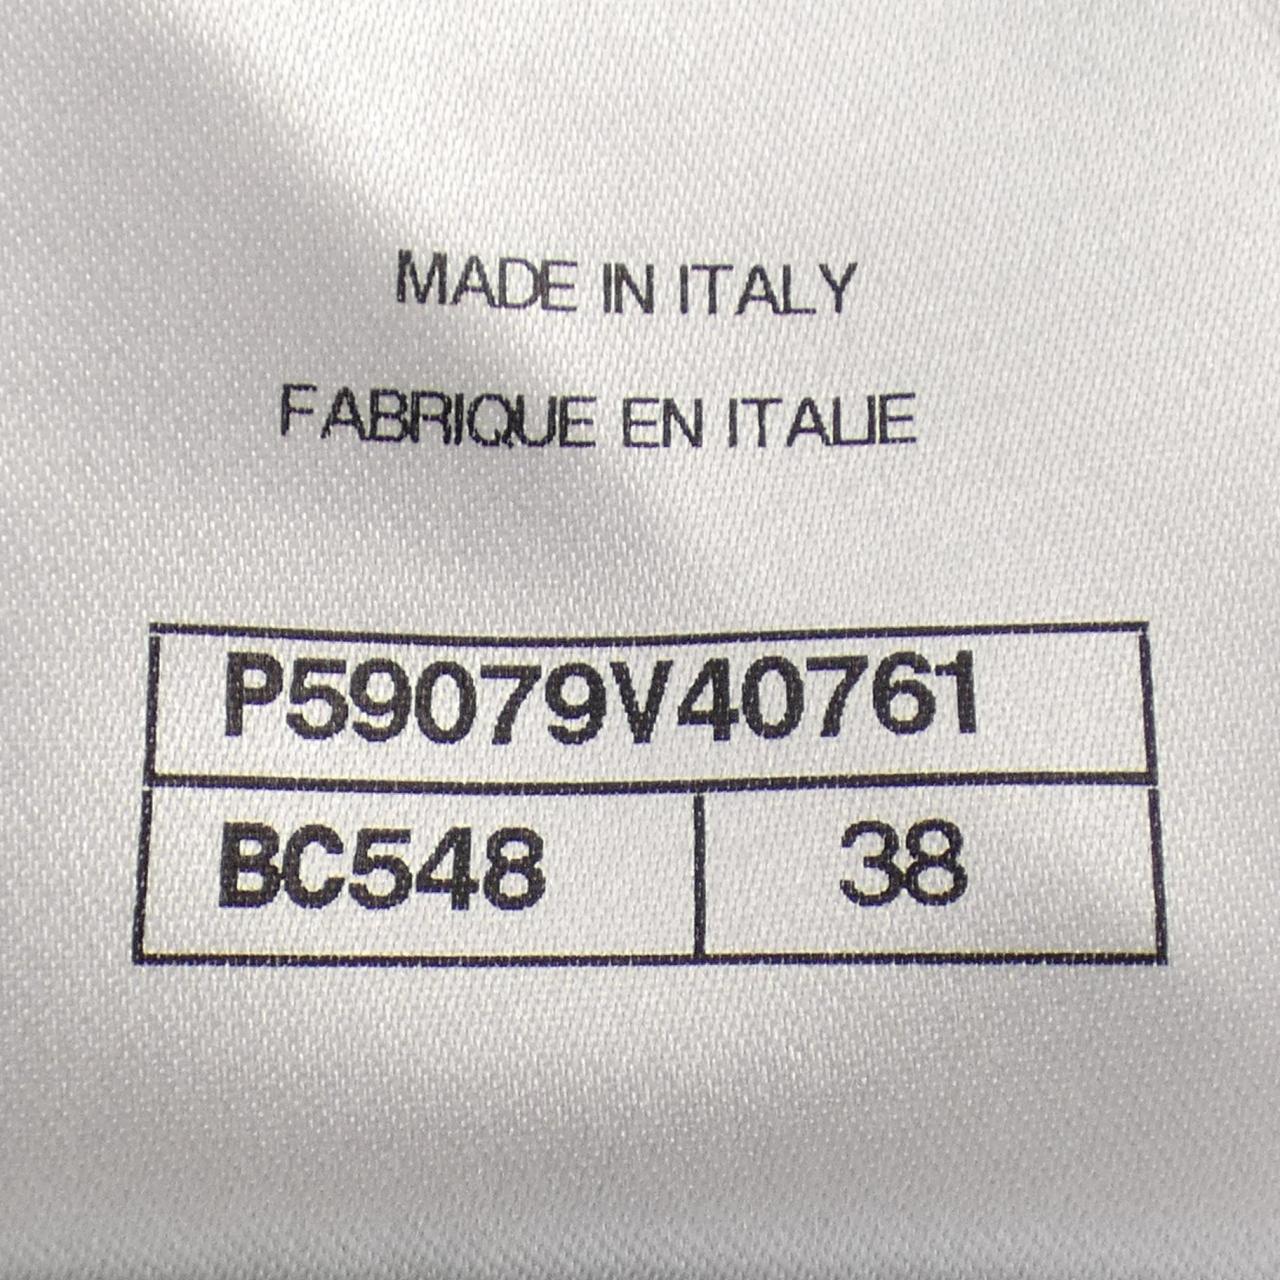 MADE IN ITALY
FABRIQUE EN ITALIE
P59079V40761
BC548 38